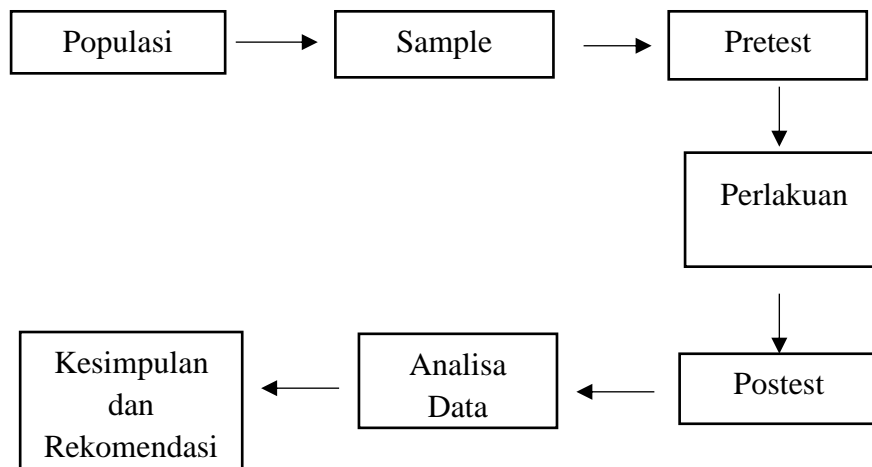 Populasi
Sample
Pretest
Perlakuan
Postest
Analisa
Data
Kesimpulan
dan
Rekomendasi